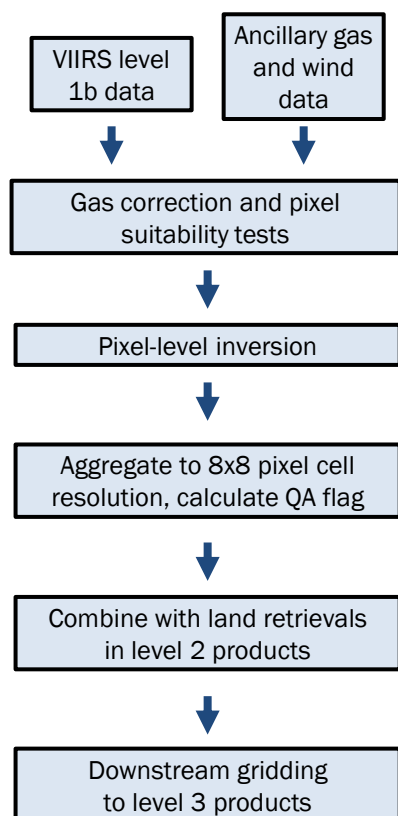 VIIRS level
1b data
Ancillary gas
and wind
data
Gas correction and pixel
suitability tests
Pixel-level inversion
Aggregate to 8x8 pixel cell
resolution, calculate QA flag
Combine with land retrievals
in level 2 products
Downstream gridding
to level 3 products